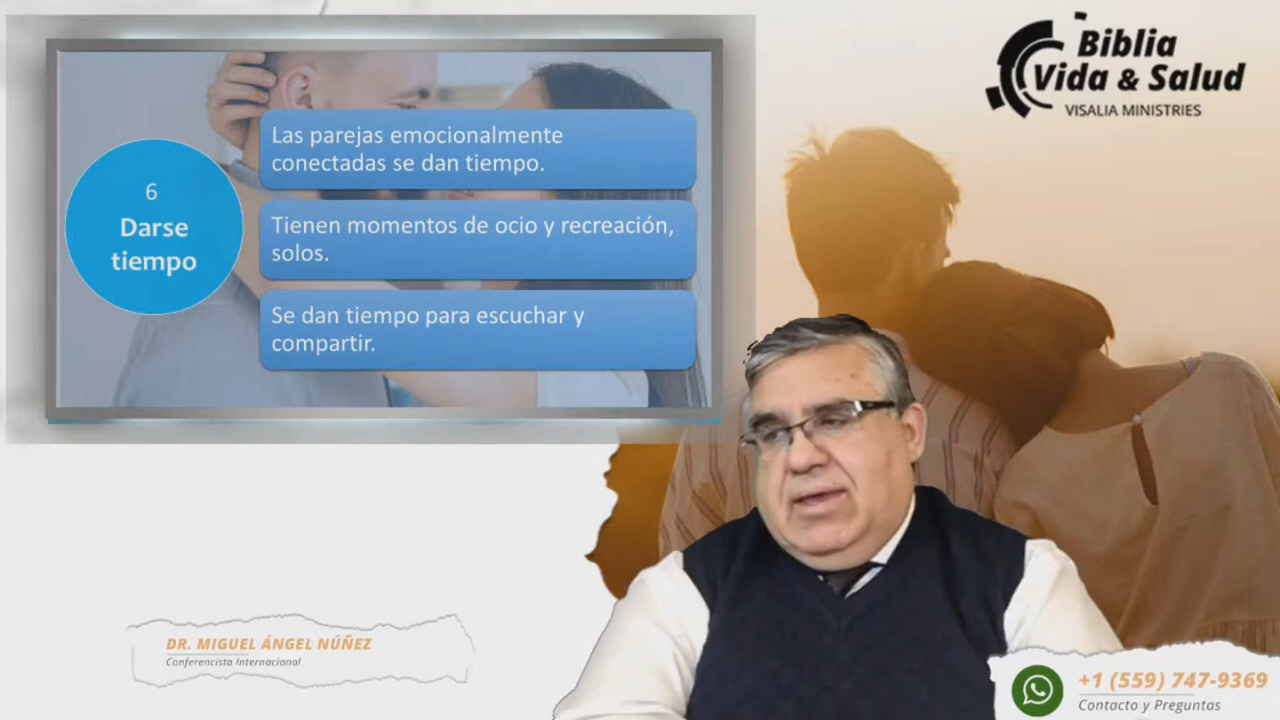 6
Darse
tiempo
Las parejas emocionalmente
conectadas se dan tiempo.
Tienen momentos de ocio y recreación,
solos.
Se dan tiempo para escuchar y
compartir.
Biblia
Vida & Salud
VISALIA MINISTRIES
DR. MIGUEL ÁNGEL NÚÑEZ
Conferencista Internacional
+1 (559) 747-9369
Contacto y Preguntas